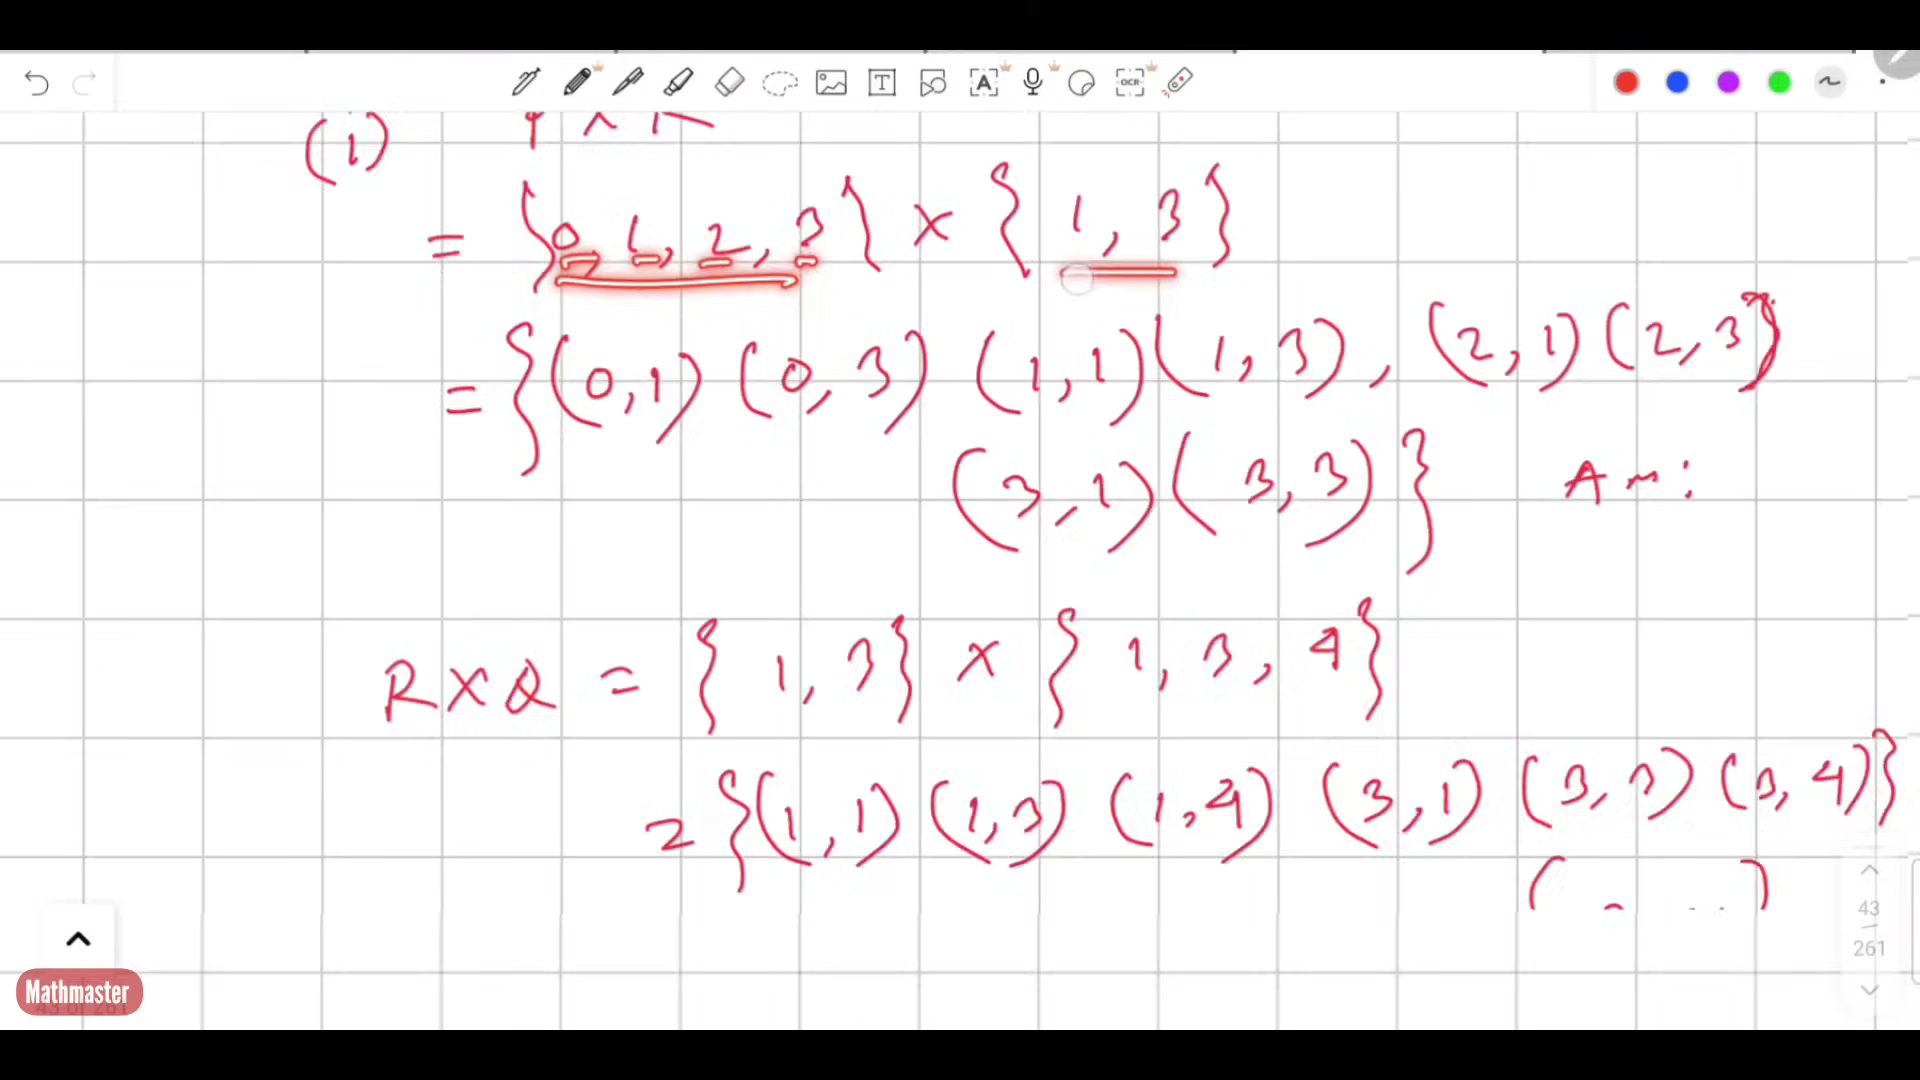 (i) P × R
= {0, 1, 2, 3} × {1, 3}
= {(0,1) (0,3) (1,1) (1,3), (2,1) (2,3)
(3,1) (3,3)} Ans:
R×Q = {1, 3} × {1, 3, 4}
= {(1,1) (1,3) (1,4) (3,1) (3,3) (3,4)}
43
261
Mathmaster